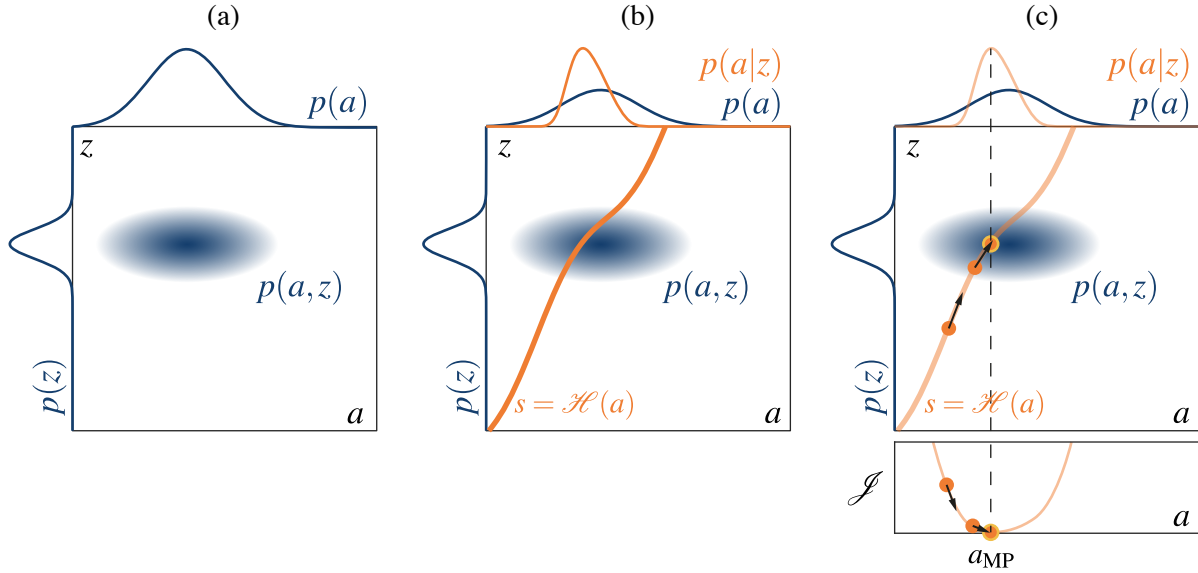 (a)
p(a)
z
p(a, z)
p(z)
a
(b)
p(a|z)
p(a)
z
p(a, z)
p(z)
s = ℋ(a)
a
(c)
p(a|z)
p(a)
z
p(a, z)
p(z)
s = ℋ(a)
a
𝒥
a
a_MP